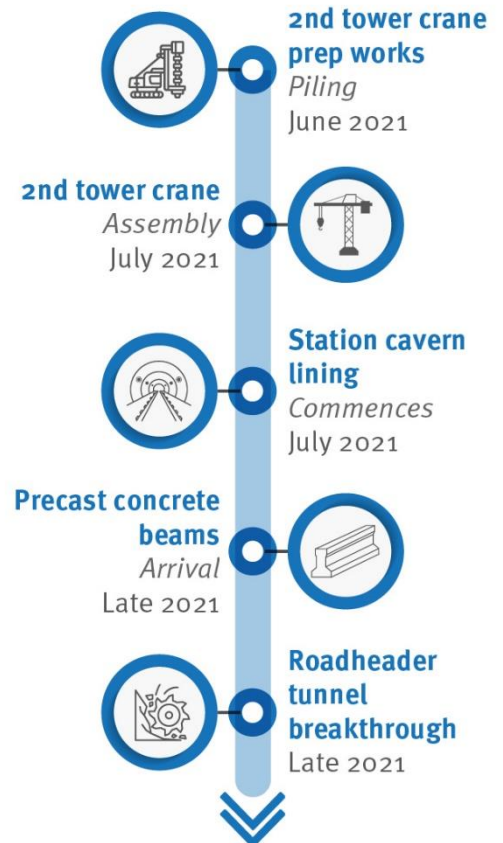 2nd tower crane
prep works
Piling
June 2021
2nd tower crane
Assembly
July 2021
Station cavern
lining
Commences
July 2021
Precast concrete
beams
Arrival
Late 2021
Roadheader
tunnel
breakthrough
Late 2021